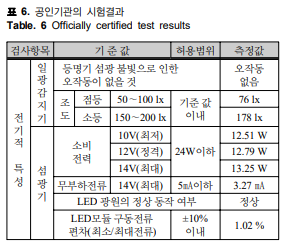 표 6. 공인기관의 시험결과
Table. 6 Officially certified test results
검사항목 기 준 값 허용범위 측정값
전기적 특성
일광감지기
등명기 섬광 불빛으로 인한
오작동이 없을 것
오작동
없음
조도
점등 50~100 lx 기준 값 이내 76 lx
소등 150~200 lx 178 lx
섬광기
소비
전력
10V(최저) 24W이하 12.51 W
12V(정격) 12.79 W
14V(최대) 13.25 W
무부하전류 14V(최대) 5㎃이하 3.27 ㎃
LED 광원의 정상 동작 여부 정상
LED모듈 구동전류
편차(최소/최대전류)
±10%
이내
1.02 %